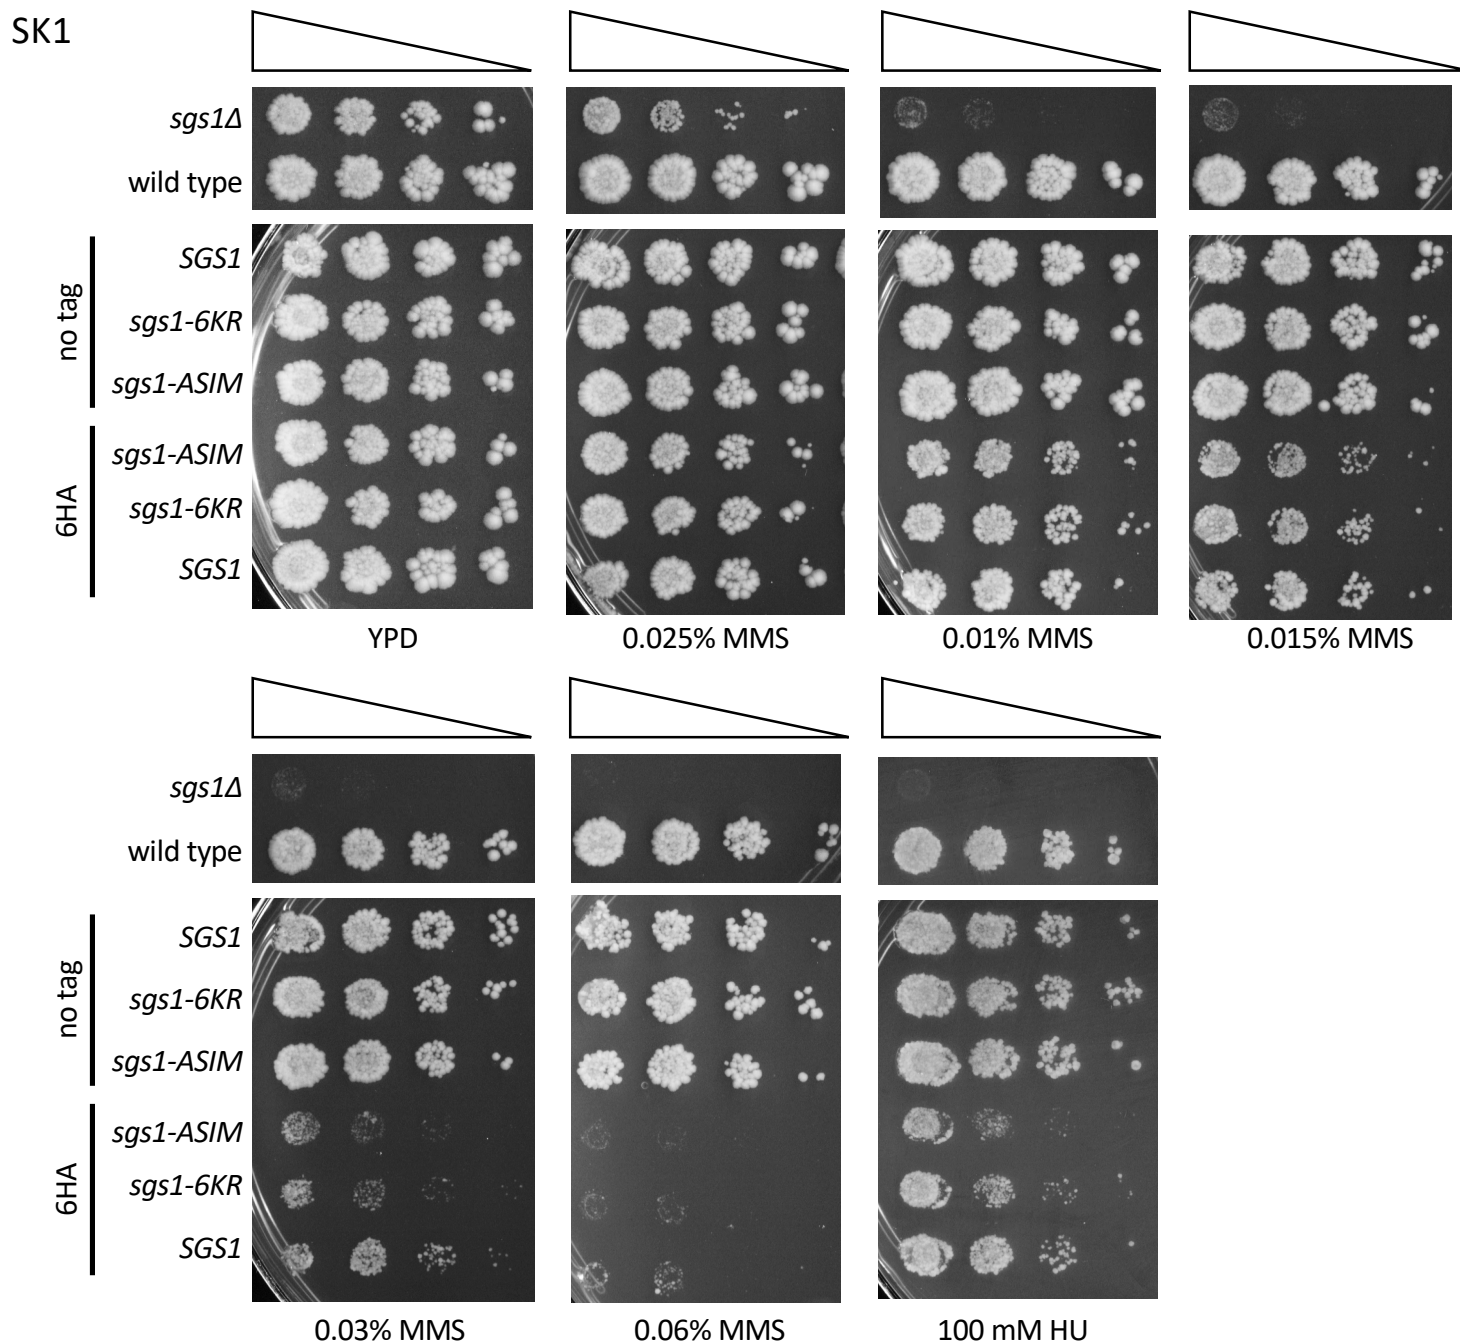 SK1
sgs1Δ
wild type
no tag
SGS1
sgs1-6KR
sgs1-ASIM
6HA
sgs1-ASIM
sgs1-6KR
SGS1
YPD
0.025% MMS
0.01% MMS
0.015% MMS
sgs1Δ
wild type
no tag
SGS1
sgs1-6KR
sgs1-ASIM
6HA
sgs1-ASIM
sgs1-6KR
SGS1
0.03% MMS
0.06% MMS
100 mM HU